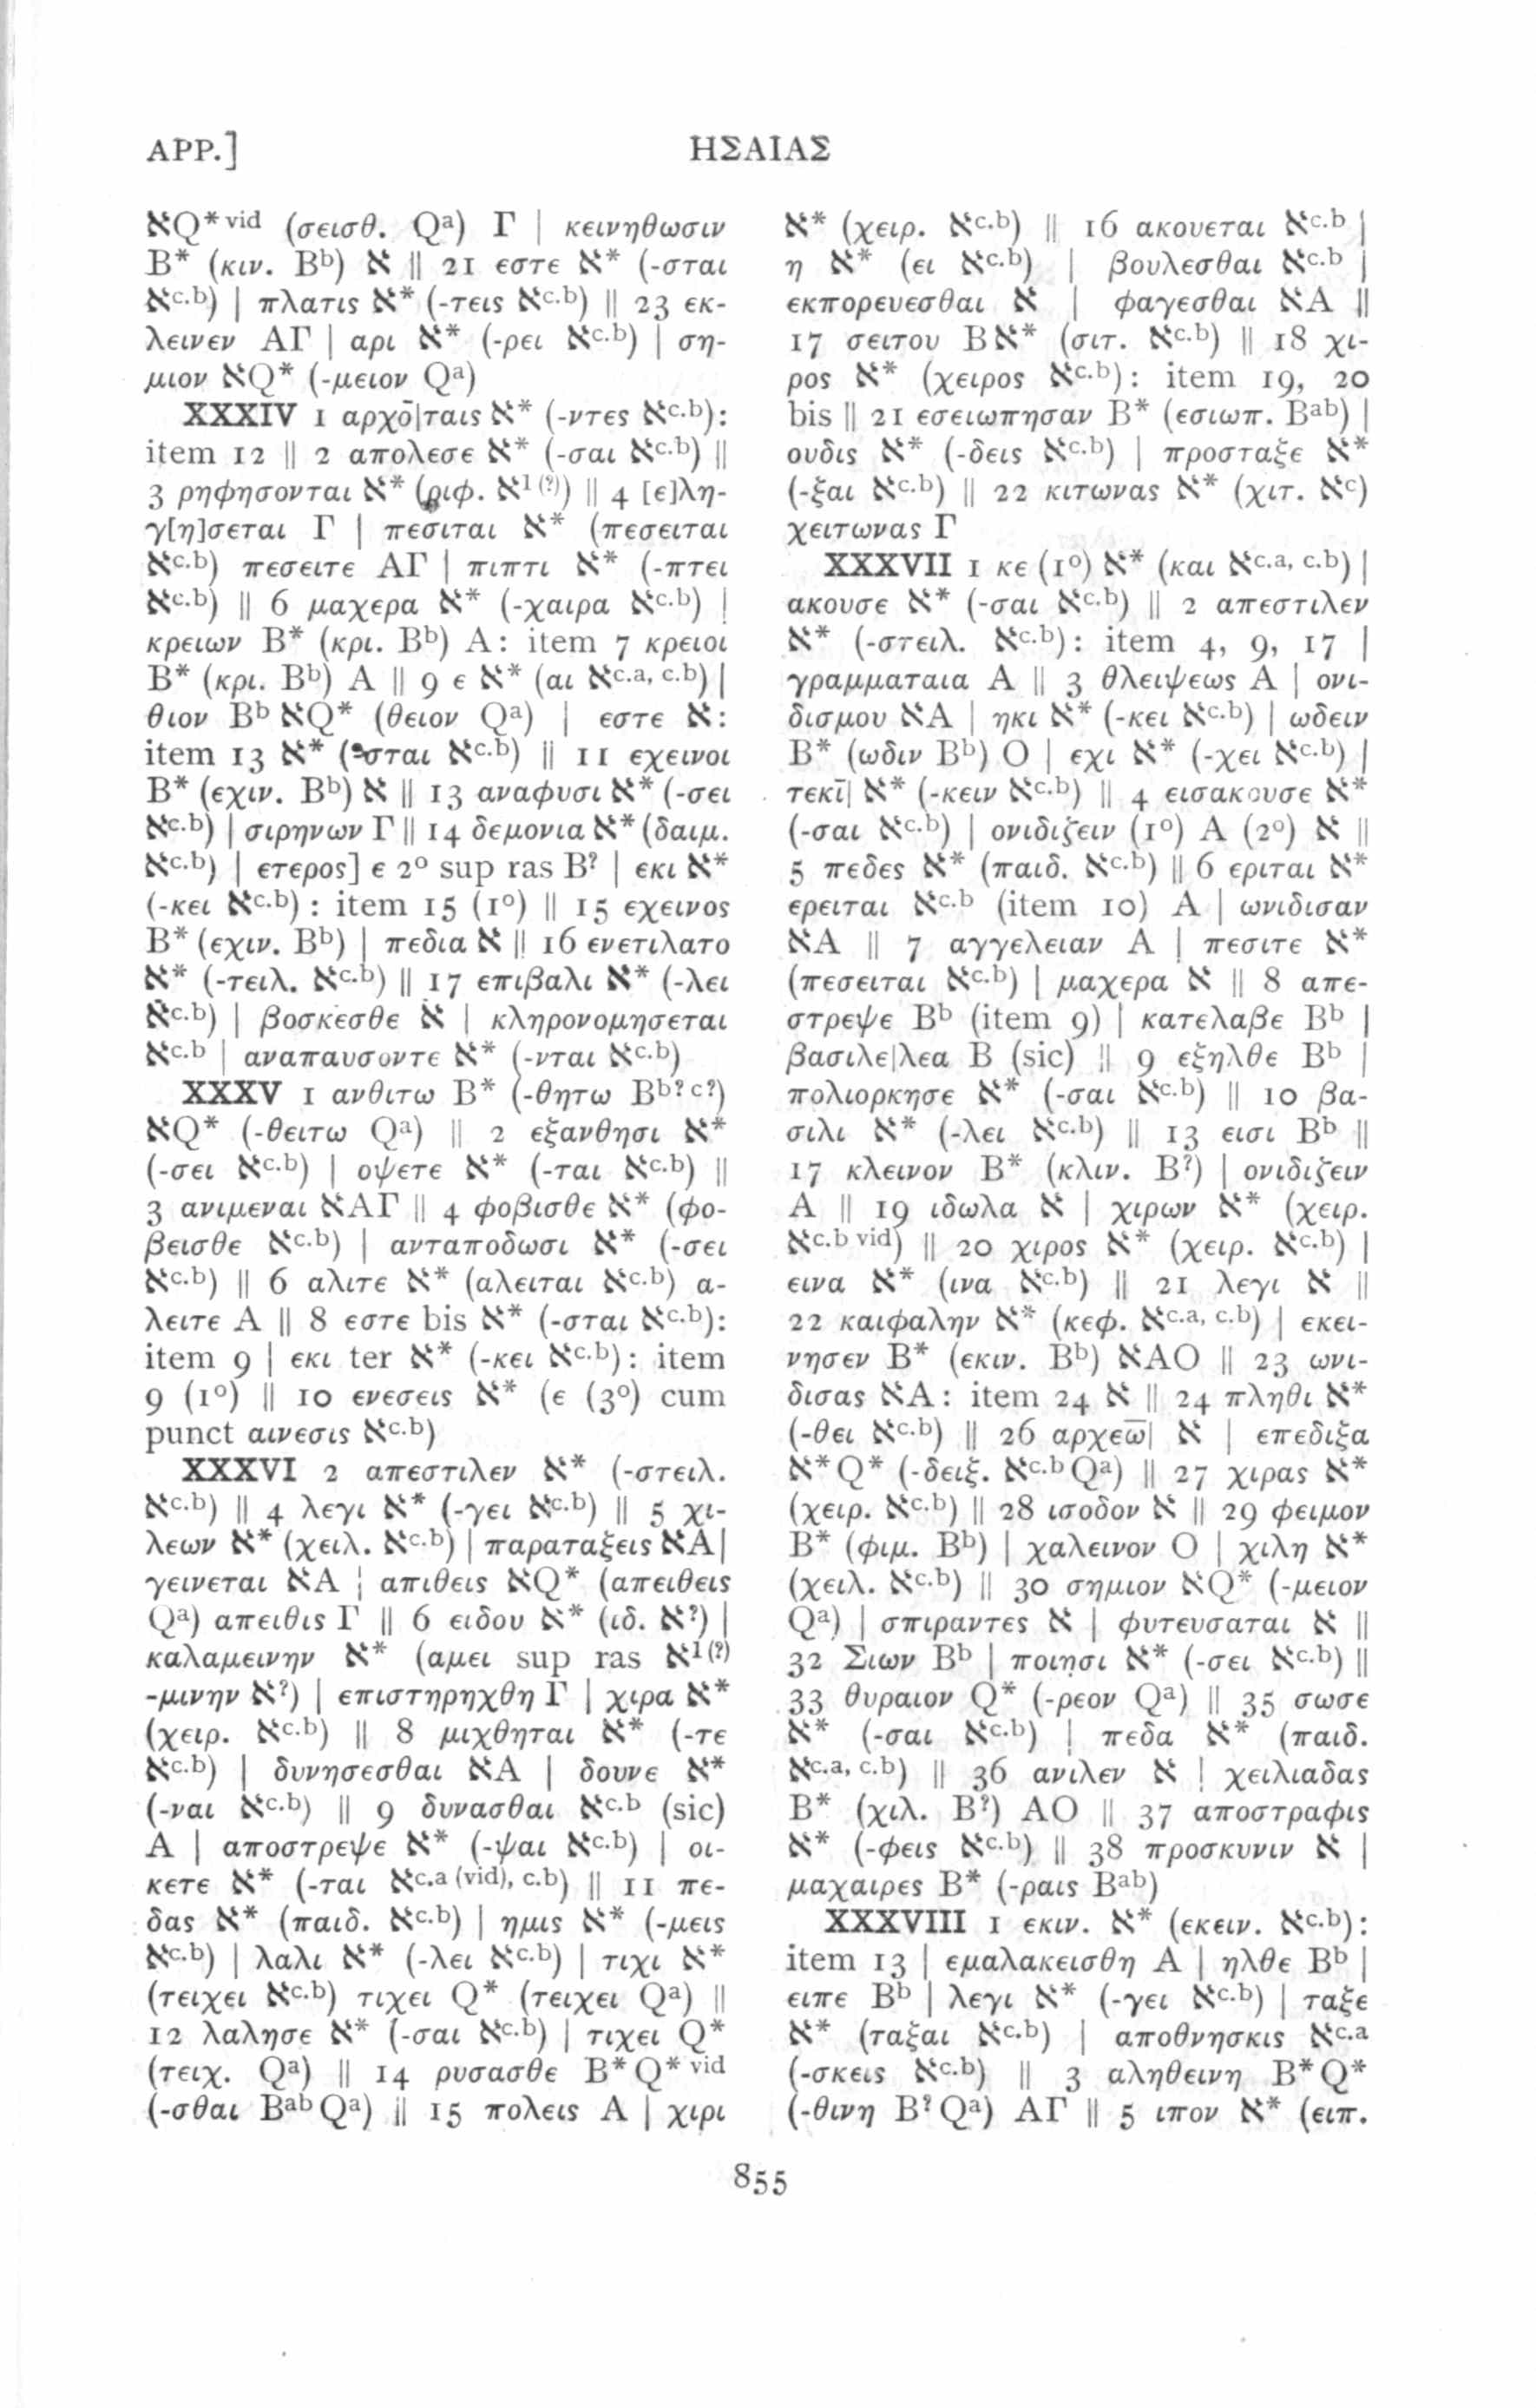 APP.]
ΗΣΑΙΑΣ
ℵQ*vid (σεισθ. Qa) Γ | κεινηθωσιν
B* (κιν. Bb) ℵ || 21 εστε ℵ* (-σται
ℵc.b) | πλατις ℵ* (-τεις ℵc.b) || 23 εκ-
λεινεν ΑΓ | αρι ℵ* (-ρει ℵc.b) | ση-
μιον ℵQ* (-μειον Qa)
XXXIV 1 αρχο̄|ταις ℵ* (-ντες ℵc.b):
item 12 || 2 απολεσε ℵ* (-σαι ℵc.b) ||
3 ρηφησονται ℵ* (ριφ. ℵ1(?)) || 4 [ε]λη-
γ[η]σεται Γ | πεσιται ℵ* (πεσειται
ℵc.b) πεσειτε ΑΓ | πιπτι ℵ* (-πτει
ℵc.b) || 6 μαχερα ℵ* (-χαιρα ℵc.b) |
κρειων B* (κρι. Bb) A: item 7 κρειοι
B* (κρι. Bb) A || 9 ε ℵ* (αι ℵc.a, c.b) |
θιον Bb ℵQ* (θειον Qa) | εστε ℵ:
item 13 ℵ* (-σται ℵc.b) || 11 εχεινοι
B* (εχιν. Bb) ℵ || 13 αναφυσι ℵ* (-σει
ℵc.b) | σιρηνων Γ || 14 δεμονια ℵ* (δαιμ.
ℵc.b) | ετερος] ε 2o sup ras B? | εκι ℵ*
(-κει ℵc.b) : item 15 (1o) || 15 εχεινος
B* (εχιν. Bb) | πεδια ℵ || 16 ενετιλατο
ℵ* (-τειλ. ℵc.b) || 17 επιβαλι ℵ* (-λει
ℵc.b) | βοσκεσθε ℵ | κληρονομησεται
ℵc.b | αναπαυσοντε ℵ* (-νται ℵc.b)
XXXV 1 ανθιτω B* (-θητω Bb?c?)
ℵQ* (-θειτω Qa) || 2 εξανθησι ℵ*
(-σει ℵc.b) | οψετε ℵ* (-ται ℵc.b) ||
3 ανιμεναι ℵΑΓ || 4 φοβισθε ℵ* (φο-
βεισθε ℵc.b) | ανταποδωσι ℵ* (-σει
ℵc.b) || 6 αλιτε ℵ* (αλειται ℵc.b) α-
λειτε A || 8 εστε bis ℵ* (-σται ℵc.b):
item 9 | εκι ter ℵ* (-κει ℵc.b): item
9 (1o) || 10 ενεσεις ℵ* (ε (3o) cum
punct αινεσις ℵc.b)
XXXVI 2 απεστιλεν ℵ* (-στειλ.
ℵc.b) || 4 λεγι ℵ* (-γει ℵc.b) || 5 χι-
λεων ℵ* (χειλ. ℵc.b) | παραταξεις ℵA|
γεινεται ℵA | απιθεις ℵQ* (απειθεις
Qa) απειθις Γ || 6 ειδου ℵ* (ιδ. ℵ?) |
καλαμεινην ℵ* (αμει sup ras ℵ1(?)
-μινην ℵ?) | επιστηρηχθη Γ | χιρα ℵ*
(χειρ. ℵc.b) || 8 μιχθηται ℵ* (-τε
ℵc.b) | δυνησεσθαι ℵA | δουνε ℵ*
(-ναι ℵc.b) || 9 δυνασθαι ℵc.b (sic)
A | αποστρεψε ℵ* (-ψαι ℵc.b) | οι-
κετε ℵ* (-ται ℵc.a (vid), c.b) || 11 πε-
δας ℵ* (παιδ. ℵc.b) | ημις ℵ* (-μεις
ℵc.b) | λαλι ℵ* (-λει ℵc.b) | τιχι ℵ*
(τειχει ℵc.b) τιχει Q* (τειχει Qa) ||
12 λαλησε ℵ* (-σαι ℵc.b) | τιχει Q*
(τειχ. Qa) || 14 ρυσασθε B*Q*vid
(-σθαι BabQa) || 15 πολεις A | χιρι
ℵ* (χειρ. ℵc.b) || 16 ακουεται ℵc.b |
η ℵ* (ει ℵc.b) | βουλεσθαι ℵc.b |
εκπορευεσθαι ℵ | φαγεσθαι ℵA ||
17 σειτου Bℵ* (σιτ. ℵc.b) || 18 χι-
ρος ℵ* (χειρος ℵc.b): item 19, 20
bis || 21 εσειωπησαν B* (εσιωπ. Bab) |
ουδις ℵ* (-δεις ℵc.b) | προσταξε ℵ*
(-ξαι ℵc.b) || 22 κιτωνας ℵ* (χιτ. ℵc)
χειτωνας Γ
XXXVII 1 κε (1o) ℵ* (και ℵc.a, c.b) |
ακουσε ℵ* (-σαι ℵc.b) || 2 απεστιλεν
ℵ* (-στειλ. ℵc.b): item 4, 9, 17 |
γραμματαια A || 3 θλειψεως A | ονι-
δισμου ℵA | ηκι ℵ* (-κει ℵc.b) | ωδειν
B* (ωδιν Bb) O | εχι ℵ* (-χει ℵc.b) |
τεκῑ| ℵ* (-κειν ℵc.b) || 4 εισακουσε ℵ*
(-σαι ℵc.b) | ονιδιζειν (1o) A (2o) ℵ ||
5 πεδες ℵ* (παιδ. ℵc.b) || 6 εριται ℵ*
ερειται ℵc.b (item 10) A | ωνιδισαν
ℵA || 7 αγγελειαν A | πεσιτε ℵ*
(πεσειται ℵc.b) | μαχερα ℵ || 8 απε-
στρεψε Bb (item 9) | κατελαβε Bb |
βασιλε|λεα B (sic) || 9 εξηλθε Bb |
πολιορκησε ℵ* (-σαι ℵc.b) || 10 βα-
σιλι ℵ* (-λει ℵc.b) || 13 εισι Bb ||
17 κλεινον B* (κλιν. B?) | ονιδιζειν
A || 19 ιδωλα ℵ | χιρων ℵ* (χειρ.
ℵc.b vid) || 20 χιρος ℵ* (χειρ. ℵc.b) |
εινα ℵ* (ινα ℵc.b) || 21 λεγι ℵ ||
22 καιφαλην ℵ* (κεφ. ℵc.a, c.b) | εκει-
νησεν B* (εκιν. Bb) ℵAO || 23 ωνι-
δισας ℵA: item 24 ℵ || 24 πληθι ℵ*
(-θει ℵc.b) || 26 αρχεω̄| ℵ | επεδιξα
ℵ*Q* (-δειξ. ℵc.bQa) || 27 χιρας ℵ*
(χειρ. ℵc.b) || 28 ισοδον ℵ || 29 φειμον
B* (φιμ. Bb) | χαλεινον O | χιλη ℵ*
(χειλ. ℵc.b) || 30 σημιον ℵQ* (-μειον
Qa) | σπιραντες ℵ | φυτευσαται ℵ ||
32 Σιων Bb | ποιησι ℵ* (-σει ℵc.b) ||
33 θυραιον Q* (-ρεον Qa) || 35 σωσε
ℵ* (-σαι ℵc.b) | πεδα ℵ* (παιδ.
ℵc.a, c.b) || 36 ανιλεν ℵ | χειλιαδας
B* (χιλ. B?) AO || 37 αποστραφις
ℵ* (-φεις ℵc.b) || 38 προσκυνιν ℵ |
μαχαιρες B* (-ραις Bab)
XXXVIII 1 εκιν. ℵ* (εκειν. ℵc.b):
item 13 | εμαλακεισθη A | ηλθε Bb |
ειπε Bb | λεγι ℵ* (-γει ℵc.b) | ταξε
ℵ* (ταξαι ℵc.b) | αποθνησκις ℵc.a
(-σκεις ℵc.b) || 3 αληθεινη B*Q*
(-θινη B?Qa) ΑΓ || 5 ιπον ℵ* (ειπ.
855